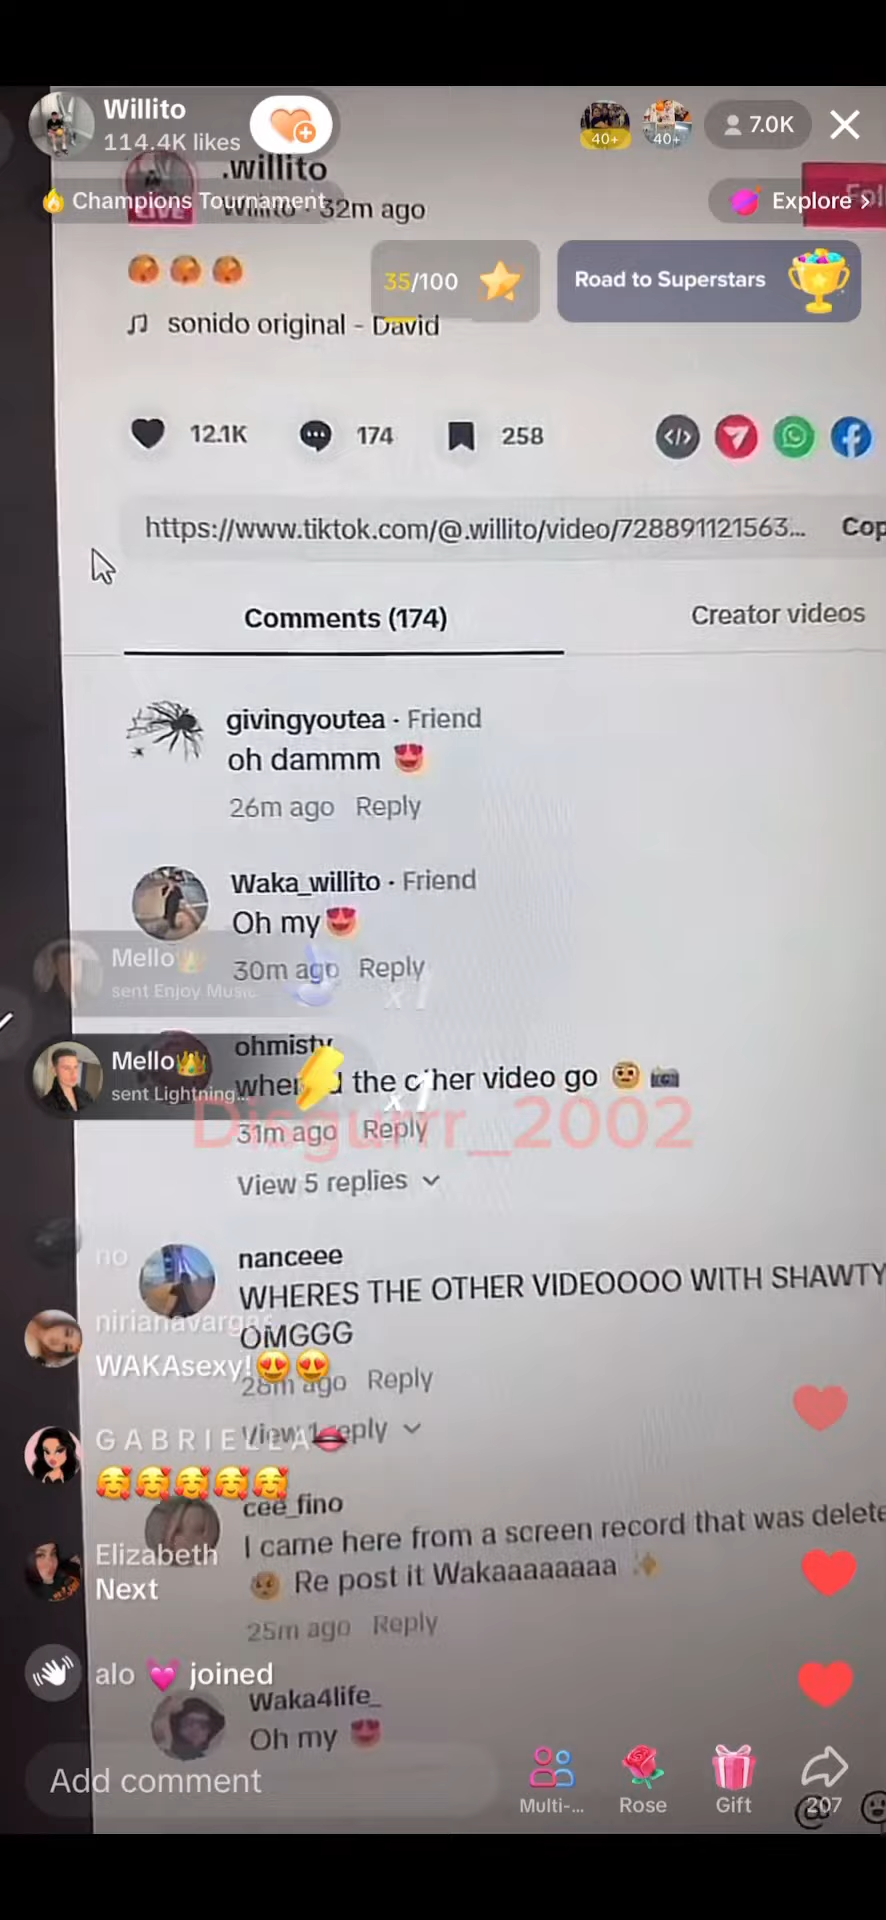 Willito
114.4K likes
40+
40+
7.0K
.willito
LIVE
Champions Tournament
32m ago
Explore >
35/100
Road to Superstars
sonido original - David
12.1K
174
258
https://www.tiktok.com/@.willito/video/728891121563...
Cop
Comments (174)
Creator videos
givingyoutea · Friend
oh dammm 😍
26m ago Reply
Waka_willito · Friend
Oh my 😍
30m ago Reply
Mello👑
sent Enjoy Music
x1
ohmisty
the other video go 🤨 📷
Mello👑
sent Lightning...
x1
Disgurrr_2002
31m ago Reply
View 5 replies
no
nanceee
WHERES THE OTHER VIDEOOOO WITH SHAWTY
OMGGG
nirianavargas
WAKAsexy!😍😍
28m ago Reply
View 1 reply
GABRIELLA💋
🥰🥰🥰🥰🥰
cee_fino
I came here from a screen record that was delete
Re post it Wakaaaaaaaa ✨
25m ago Reply
Elizabeth
Next
alo 💓 joined
Waka4life_
Oh my 😍
Add comment
Multi-...
Rose
Gift
207
@